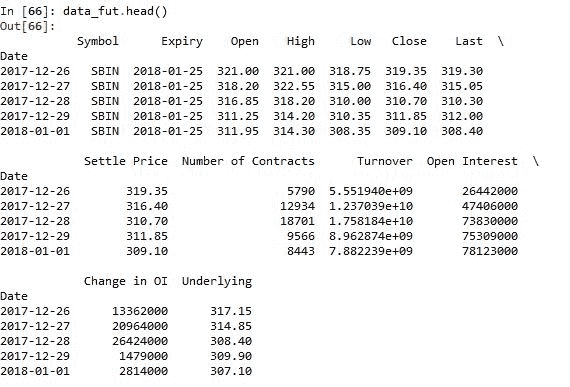 In [66]: data_fut.head()
Out[66]:
Symbol Expiry Open High Low Close Last \
Date
2017-12-26 SBIN 2018-01-25 321.00 321.00 318.75 319.35 319.30
2017-12-27 SBIN 2018-01-25 318.20 322.55 315.00 316.40 315.05
2017-12-28 SBIN 2018-01-25 316.85 318.20 310.00 310.70 310.30
2017-12-29 SBIN 2018-01-25 311.25 314.20 310.35 311.85 312.00
2018-01-01 SBIN 2018-01-25 311.95 314.30 308.35 309.10 308.40
Settle Price Number of Contracts Turnover Open Interest \
Date
2017-12-26 319.35 5790 5.551940e+09 26442000
2017-12-27 316.40 12934 1.237039e+10 47406000
2017-12-28 310.70 18701 1.758184e+10 73830000
2017-12-29 311.85 9566 8.962874e+09 75309000
2018-01-01 309.10 8443 7.882239e+09 78123000
Change in OI Underlying
Date
2017-12-26 13362000 317.15
2017-12-27 20964000 314.85
2017-12-28 26424000 308.40
2017-12-29 1479000 309.90
2018-01-01 2814000 307.10